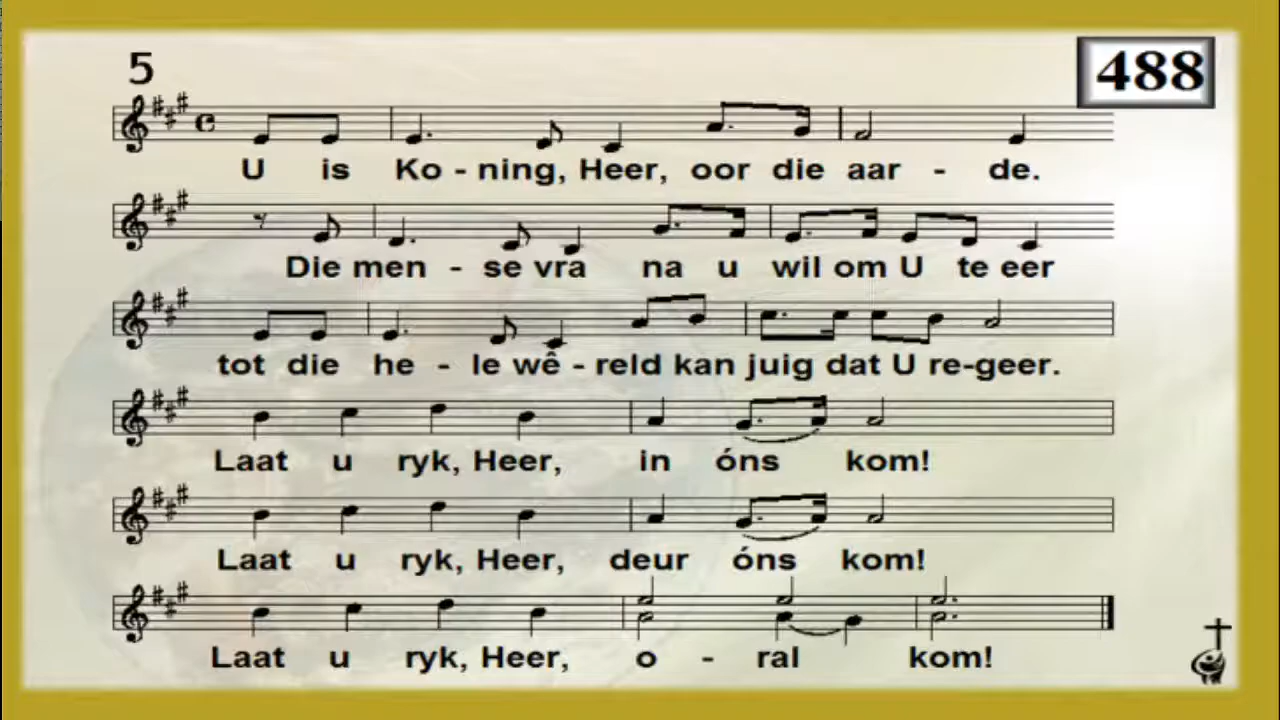 5
488
U is Ko - ning, Heer, oor die aar - de.
Die men - se vra na u wil om U te eer
tot die he - le wê - reld kan juig dat U re-geer.
Laat u ryk, Heer, in óns kom!
Laat u ryk, Heer, deur óns kom!
Laat u ryk, Heer, o - ral kom!